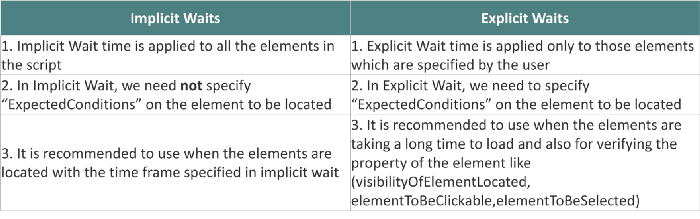 Implicit Waits
Explicit Waits
1. Implicit Wait time is applied to all the elements in
the script
1. Explicit Wait time is applied only to those elements
which are specified by the user
2. In Implicit Wait, we need not specify
“ExpectedConditions” on the element to be located
2. In Explicit Wait, we need to specify
“ExpectedConditions” on the element to be located
3. It is recommended to use when the elements are
located with the time frame specified in implicit wait
3. It is recommended to use when the elements are
taking a long time to load and also for verifying the
property of the element like
(visibilityOfElementLocated,
elementToBeClickable,elementToBeSelected)